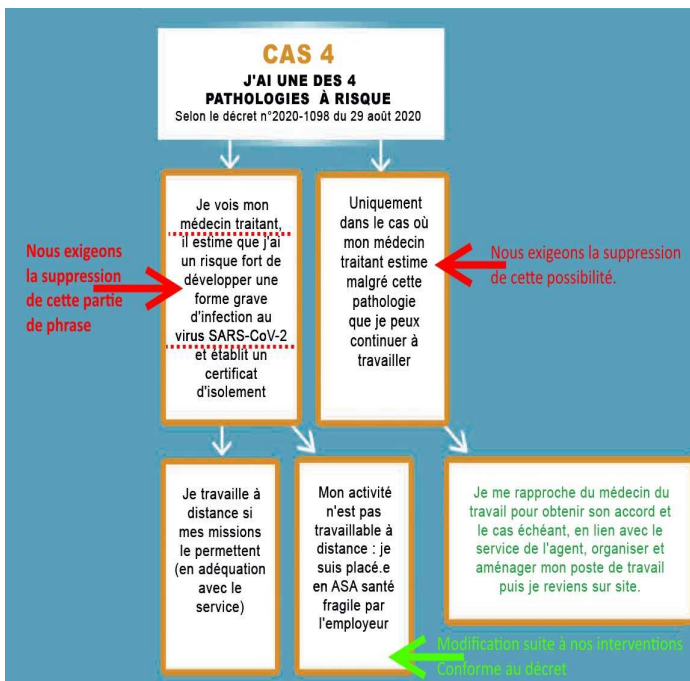 CAS 4
J'AI UNE DES 4
PATHOLOGIES À RISQUE
Selon le décret n°2020-1098 du 29 août 2020
Je vois mon
médecin traitant,
il estime que j'ai
un risque fort de
développer une
forme grave
d'infection au
virus SARS-CoV-2
et établit un
certificat
d'isolement
Uniquement
dans le cas où
mon médecin
traitant estime
malgré cette
pathologie
que je peux
continuer à
travailler
Nous exigeons
la suppression
de cette partie
de phrase
Nous exigeons la suppression
de cette possibilité.
Je travaille à
distance si
mes missions
le permettent
(en adéquation
avec le
service)
Mon activité
n'est pas
travaillable à
distance : je
suis placé.e
en ASA santé
fragile par
l'employeur
Je me rapproche du médecin du
travail pour obtenir son accord et
le cas échéant, en lien avec le
service de l'agent, organiser et
aménager mon poste de travail
puis je reviens sur site.
Modification suite à nos interventions
Conforme au décret